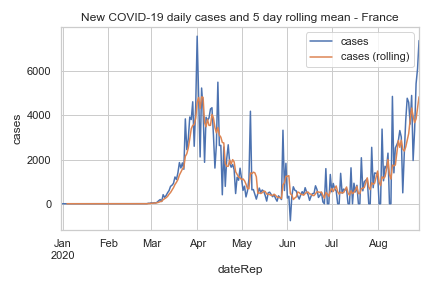 New COVID-19 daily cases and 5 day rolling mean - France
cases
cases (rolling)
cases
6000
4000
2000
0
Jan Feb Mar Apr May Jun Jul Aug
2020
dateRep